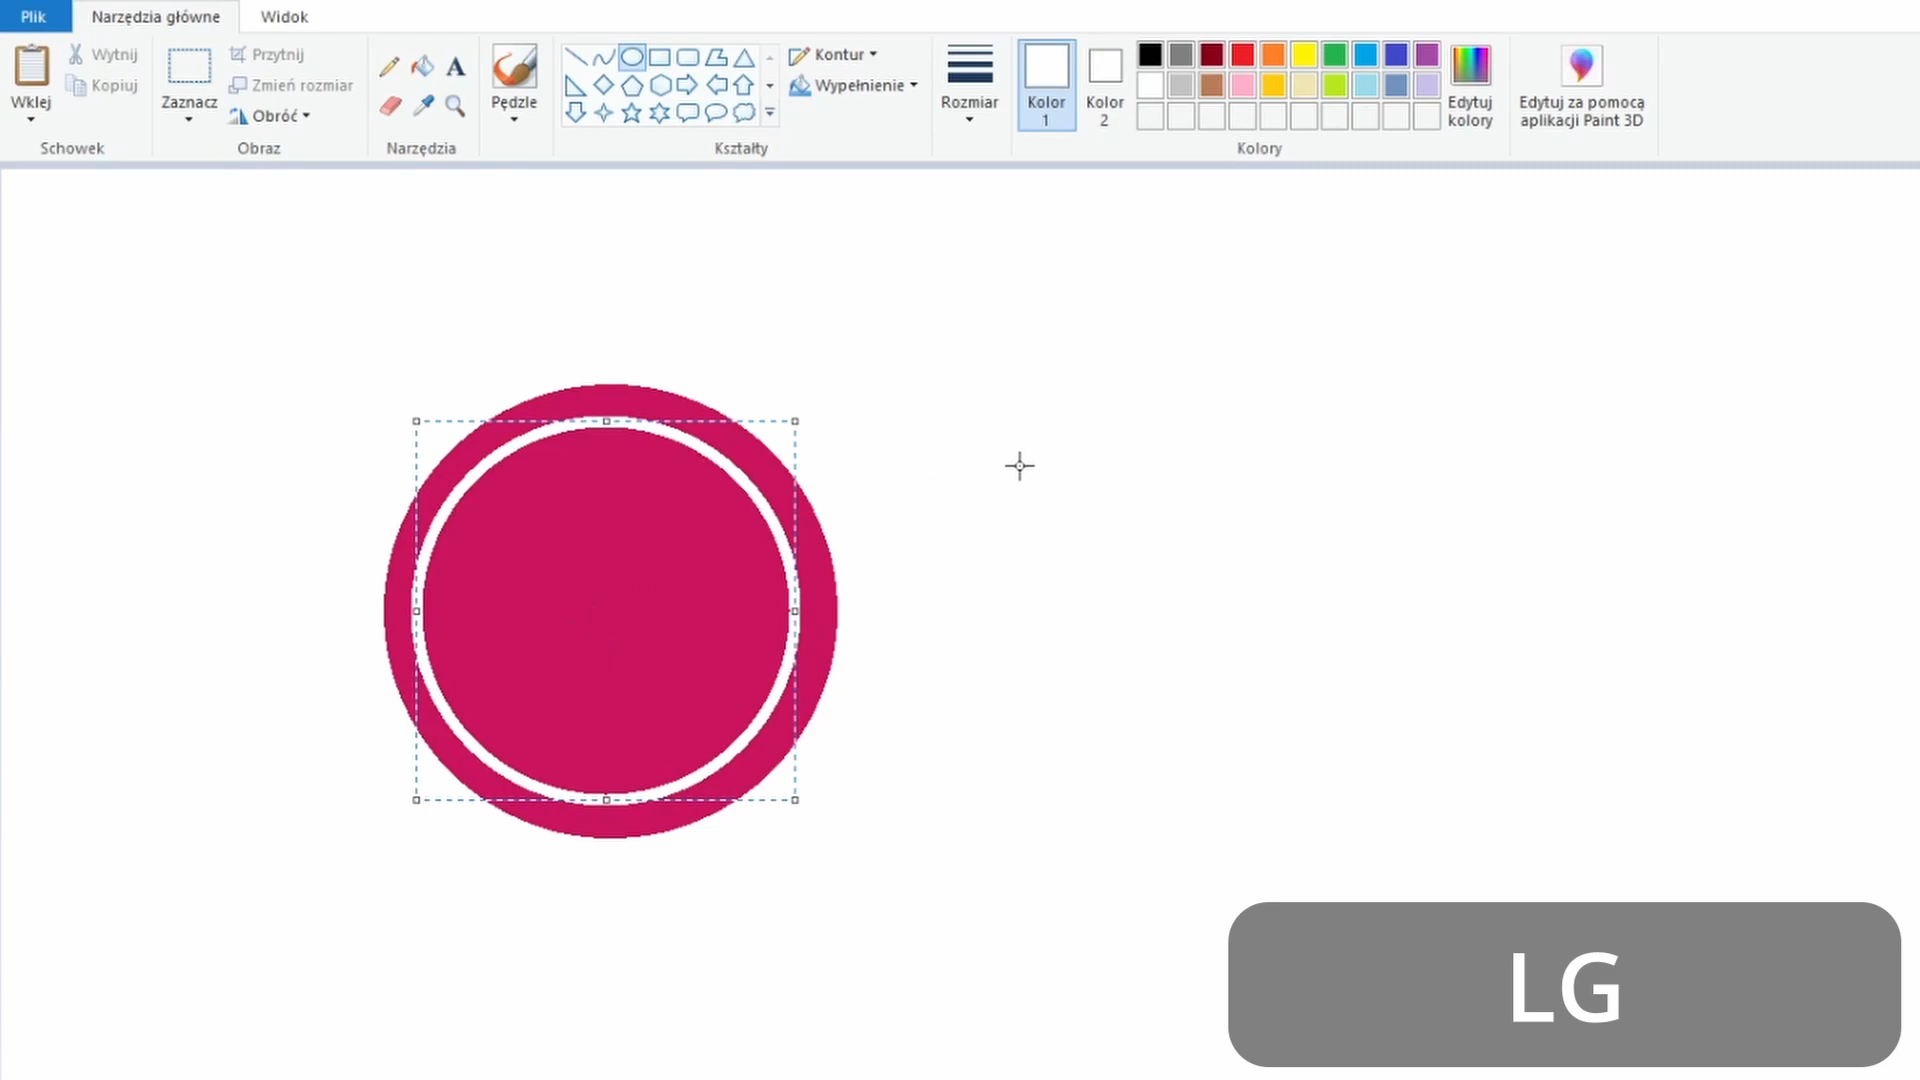 Plik
Narzędzia główne
Widok
Wklej
Wytnij
Kopiuj
Schowek
Zaznacz
Przytnij
Zmień rozmiar
Obróć
Obraz
A
Narzędzia
Pędzle
Kontur
Wypełnienie
Kształty
Rozmiar
Kolor
1
Kolor
2
Edytuj
kolory
Kolory
Edytuj za pomocą
aplikacji Paint 3D
LG